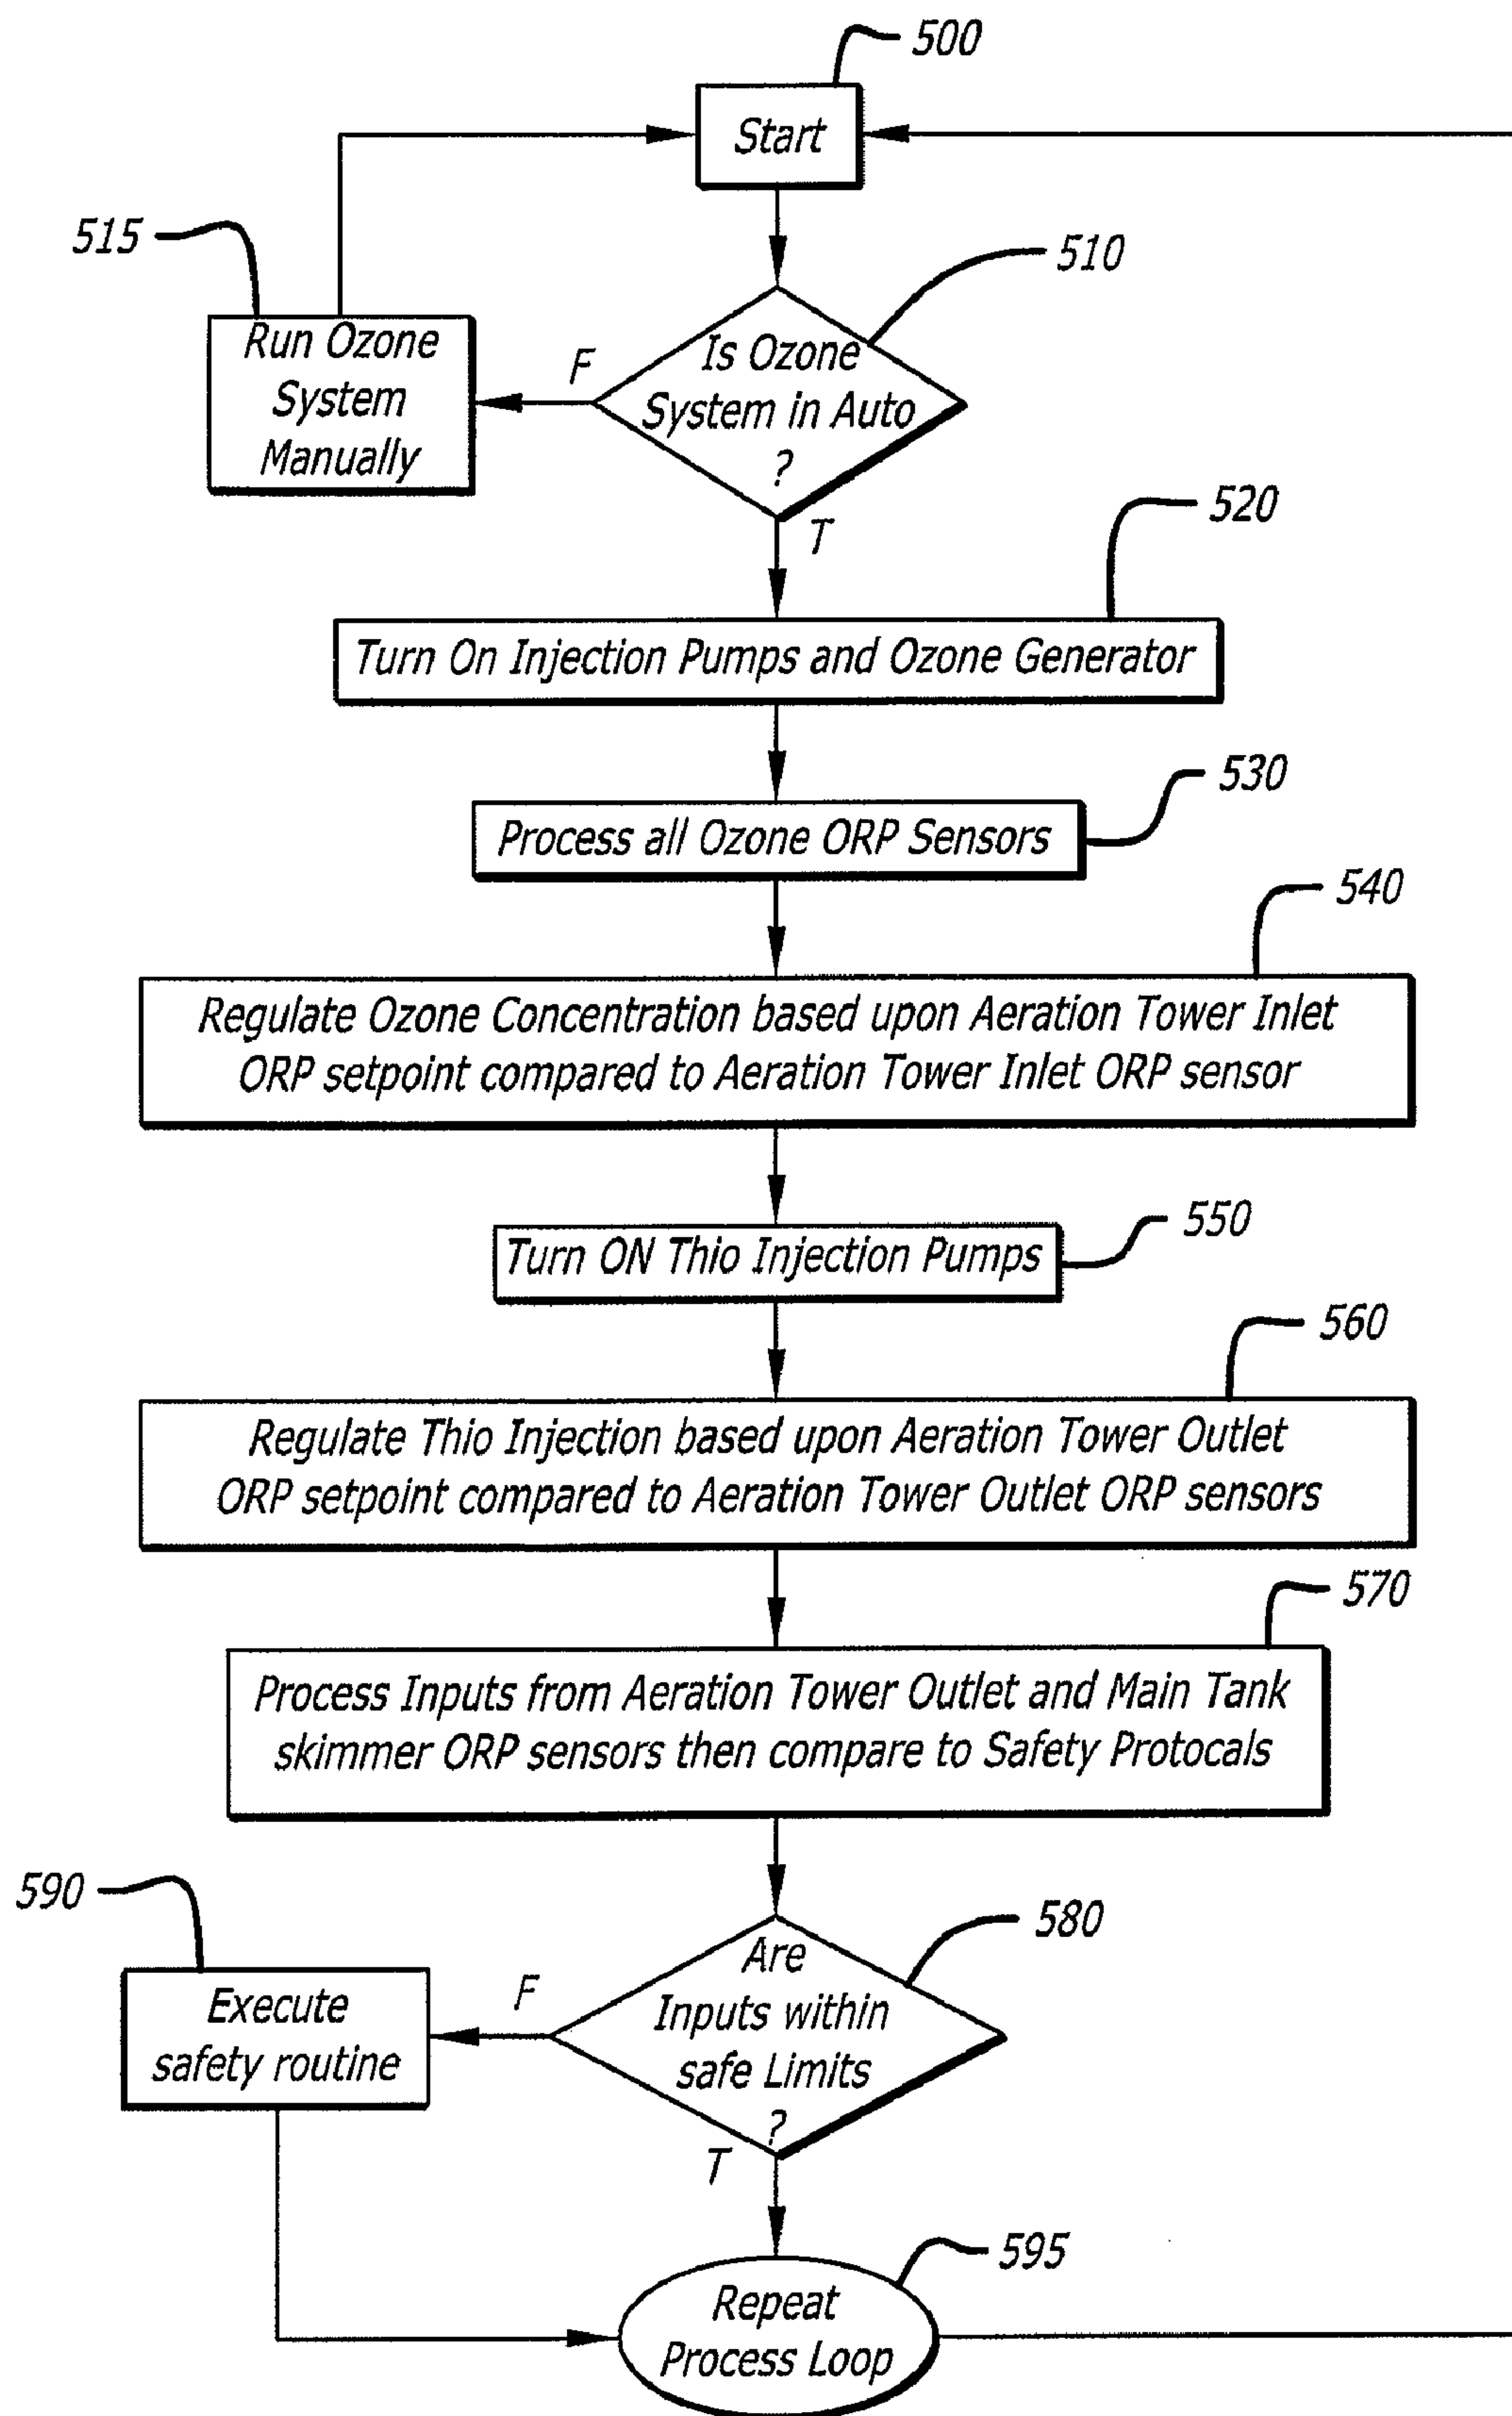 500
Start
515
510
Run Ozone
System
Manually
F
Is Ozone
System in Auto
?
T
520
Turn On Injection Pumps and Ozone Generator
530
Process all Ozone ORP Sensors
540
Regulate Ozone Concentration based upon Aeration Tower Inlet
ORP setpoint compared to Aeration Tower Inlet ORP sensor
550
Turn ON Thio Injection Pumps
560
Regulate Thio Injection based upon Aeration Tower Outlet
ORP setpoint compared to Aeration Tower Outlet ORP sensors
570
Process Inputs from Aeration Tower Outlet and Main Tank
skimmer ORP sensors then compare to Safety Protocals
590
580
Execute
safety routine
F
Are
Inputs within
safe Limits
?
T
595
Repeat
Process Loop